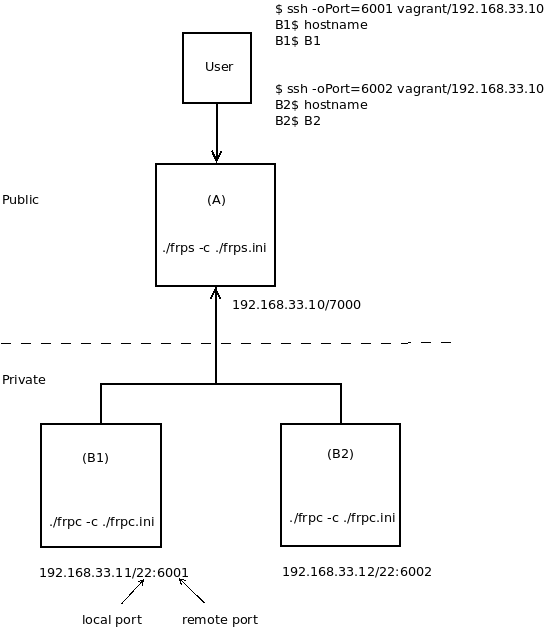 $ ssh -oPort=6001 vagrant/192.168.33.10
B1$ hostname
B1$ B1
User
$ ssh -oPort=6002 vagrant/192.168.33.10
B2$ hostname
B2$ B2
Public
(A)
./frps -c ./frps.ini
192.168.33.10/7000
Private
(B1)
(B2)
./frpc -c ./frpc.ini
./frpc -c ./frpc.ini
192.168.33.11/22:6001
192.168.33.12/22:6002
local port
remote port